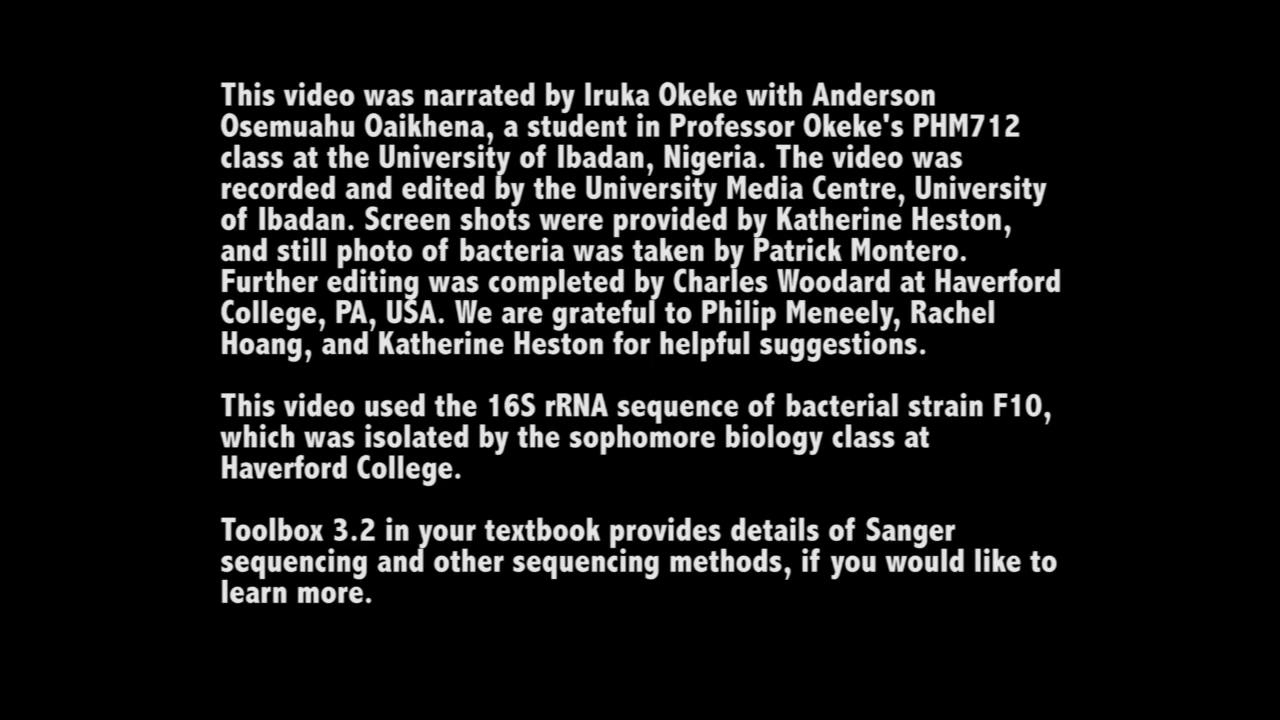 This video was narrated by Iruka Okeke with Anderson
Osemuahu Oaikhena, a student in Professor Okeke's PHM712
class at the University of Ibadan, Nigeria. The video was
recorded and edited by the University Media Centre, University
of Ibadan. Screen shots were provided by Katherine Heston,
and still photo of bacteria was taken by Patrick Montero.
Further editing was completed by Charles Woodard at Haverford
College, PA, USA. We are grateful to Philip Meneely, Rachel
Hoang, and Katherine Heston for helpful suggestions.
This video used the 16S rRNA sequence of bacterial strain F10,
which was isolated by the sophomore biology class at
Haverford College.
Toolbox 3.2 in your textbook provides details of Sanger
sequencing and other sequencing methods, if you would like to
learn more.